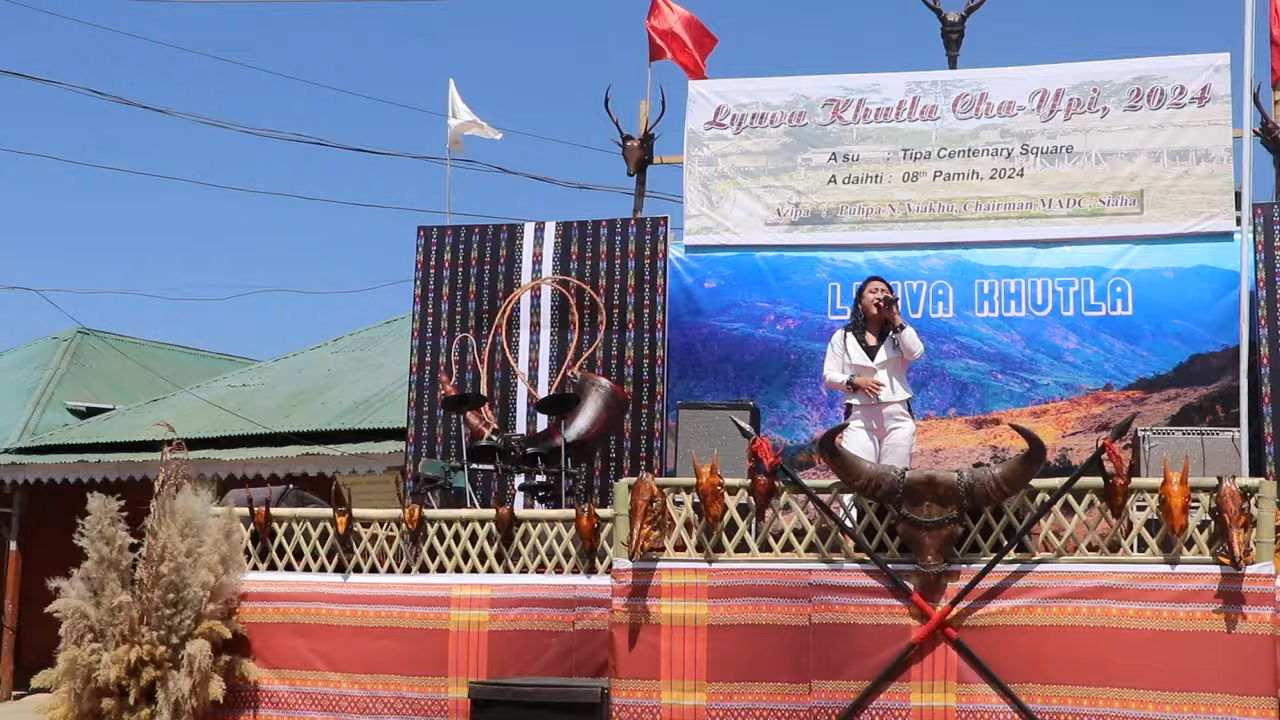 Lyuva Khutla Cha-Ypi, 2024
A su : Tipa Centenary Square
A daihti : 08th Pamih, 2024
Azipa : Puhpa N. Viakhu, Chairman MADC, Siaha
KHUTLA